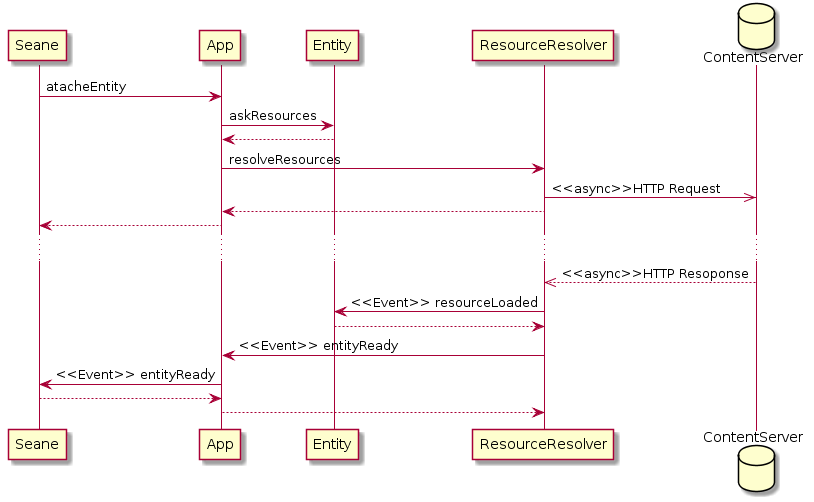 Seane
App
Entity
ResourceResolver
ContentServer
atacheEntity
askResources
resolveResources
<<async>>HTTP Request
<<async>>HTTP Resoponse
<<Event>> resourceLoaded
<<Event>> entityReady
<<Event>> entityReady
Seane
App
Entity
ResourceResolver
ContentServer